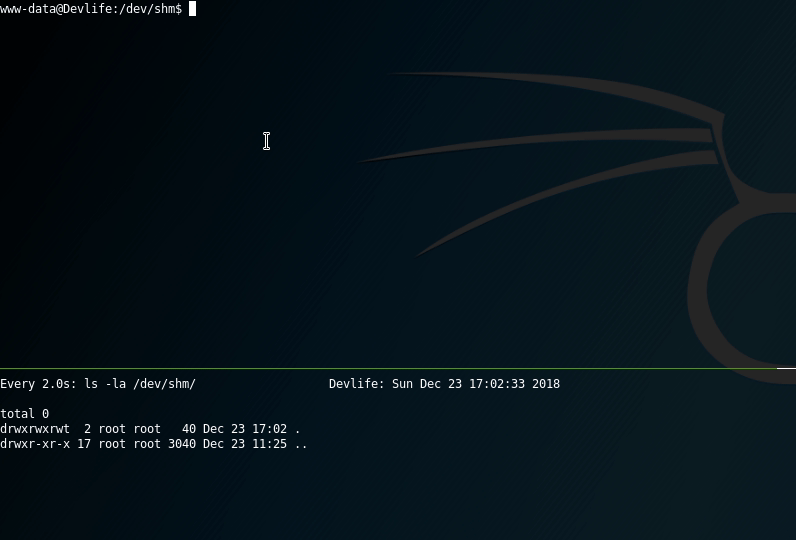 www-data@Devlife:/dev/shm$
Every 2.0s: ls -la /dev/shm/ Devlife: Sun Dec 23 17:02:33 2018
total 0
drwxrwxrwt  2 root root   40 Dec 23 17:02 .
drwxr-xr-x 17 root root 3040 Dec 23 11:25 ..